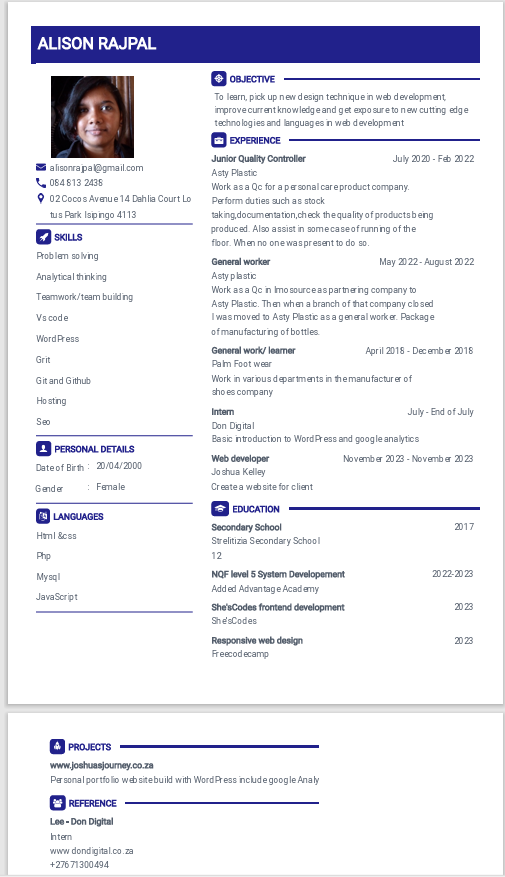 ALISON RAJPAL
alisonrajpal@gmail.com
084 813 2438
02 Cocos Avenue 14 Dahlia Court Lo
tus Park Isipingo 4113
SKILLS
Problem solving
Analytical thinking
Teamwork/team building
Vs code
WordPress
Grit
Git and Github
Hosting
Seo
PERSONAL DETAILS
Date of Birth : 20/04/2000
Gender : Female
LANGUAGES
Html &css
Php
Mysql
JavaScript
OBJECTIVE
To learn, pick up new design technique in web development,
improve current knowledge and get exposure to new cutting edge
technologies and languages in web development
EXPERIENCE
Junior Quality Controller July 2020 - Feb 2022
Asty Plastic
Work as a Qc for a personal care product company.
Perform duties such as stock
taking,documentation,check the quality of products being
produced. Also assist in some case of running of the
floor. When no one was present to do so.
General worker May 2022 - August 2022
Asty plastic
Work as a Qc in Imosource as partnering company to
Asty Plastic. Then when a branch of that company closed
I was moved to Asty Plastic as a general worker. Package
of manufacturing of bottles.
General work/ learner April 2018 - December 2018
Palm Foot wear
Work in various departments in the manufacturer of
shoes company
Intern July - End of July
Don Digital
Basic introduction to WordPress and google analytics
Web developer November 2023 - November 2023
Joshua Kelley
Create a website for client
EDUCATION
Secondary School 2017
Strelitizia Secondary School
12
NQF level 5 System Developement 2022-2023
Added Advantage Academy
She'sCodes frontend development 2023
She'sCodes
Responsive web design 2023
Freecodecamp
PROJECTS
www.joshuasjourney.co.za
Personal portfolio website build with WordPress include google Analy
REFERENCE
Lee - Don Digital
Intern
www dondigital.co.za
+27671300494